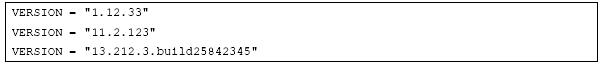 VERSION = "1.12.33"
VERSION = "11.2.123"
VERSION = "13.212.3.build25842345"